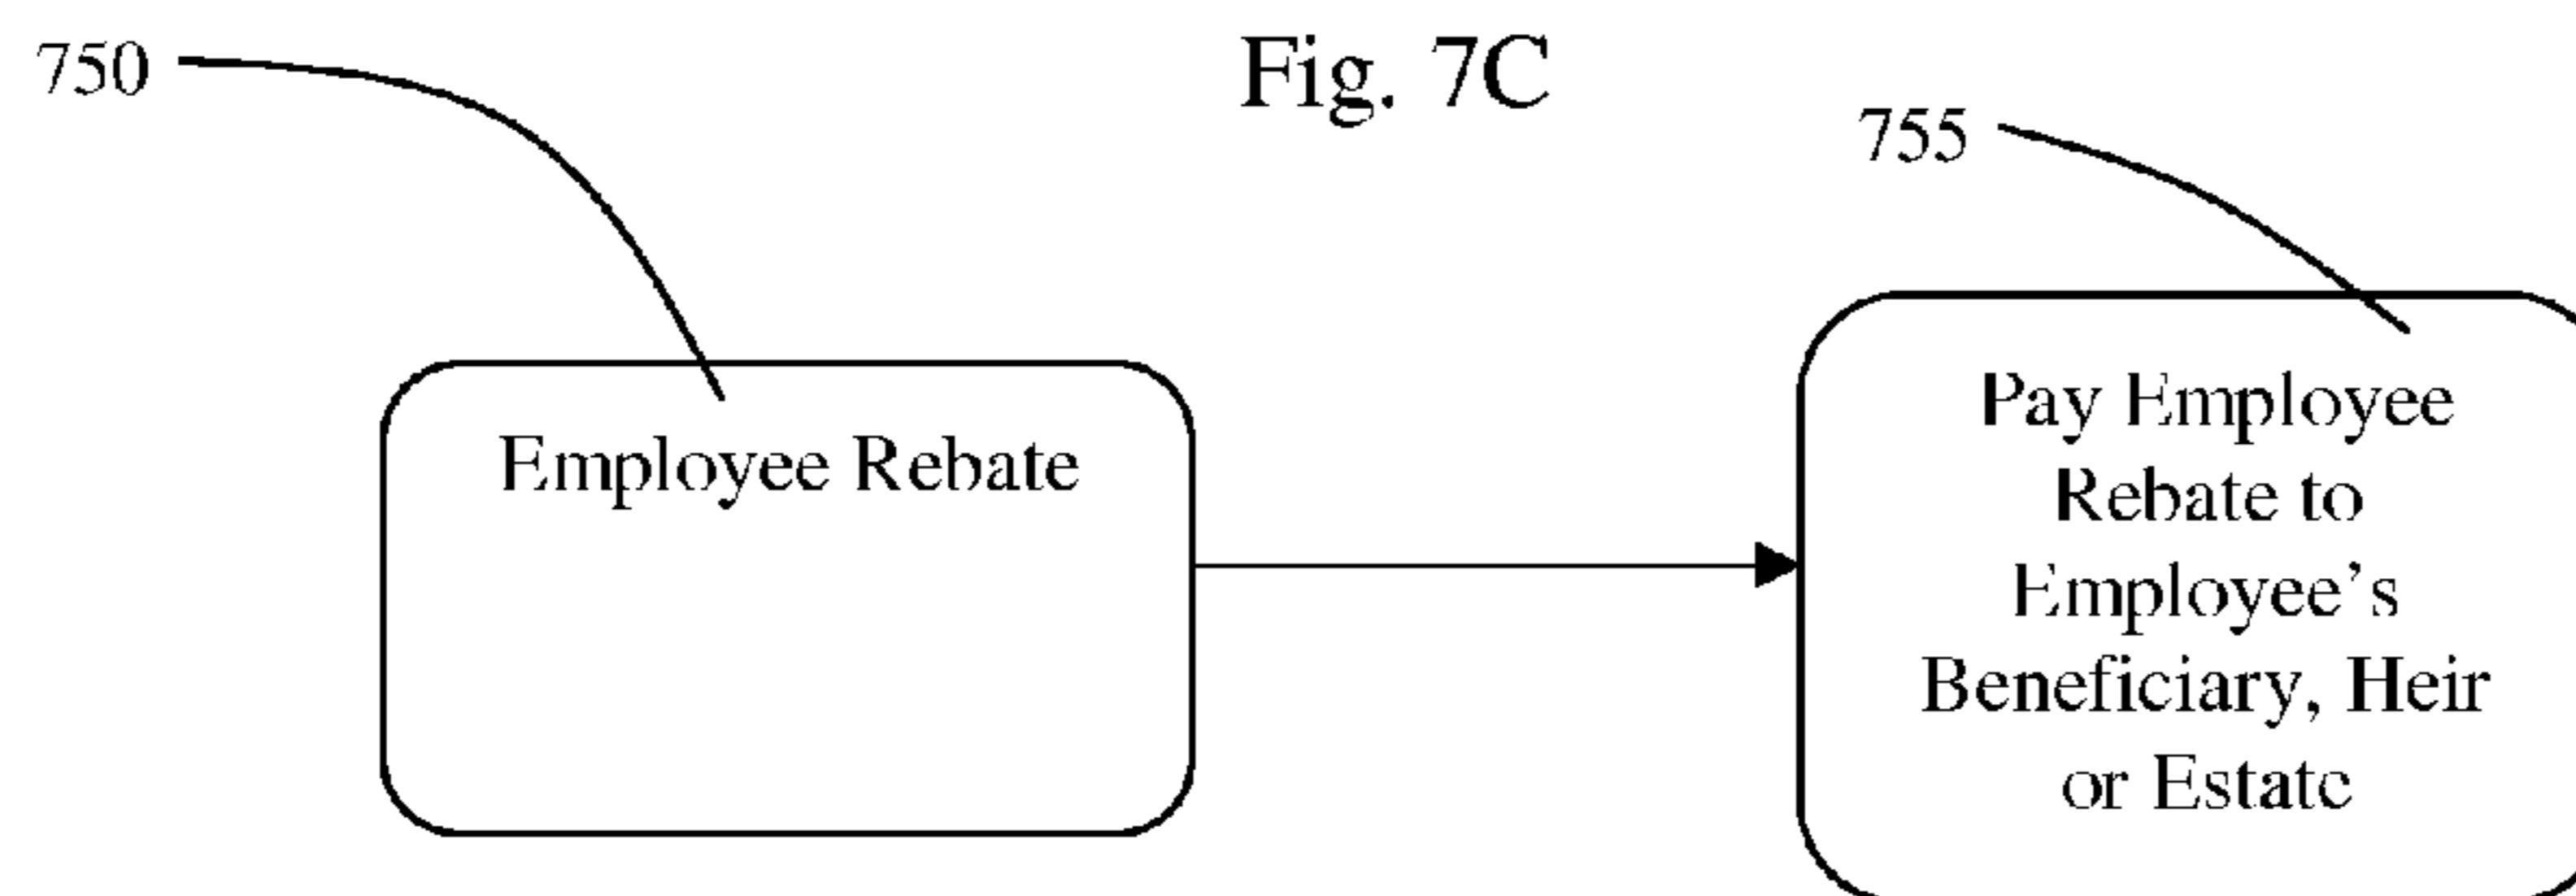 750
Fig. 7C
755
Employee Rebate
Pay Employee
Rebate to
Employee's
Beneficiary, Heir
or Estate